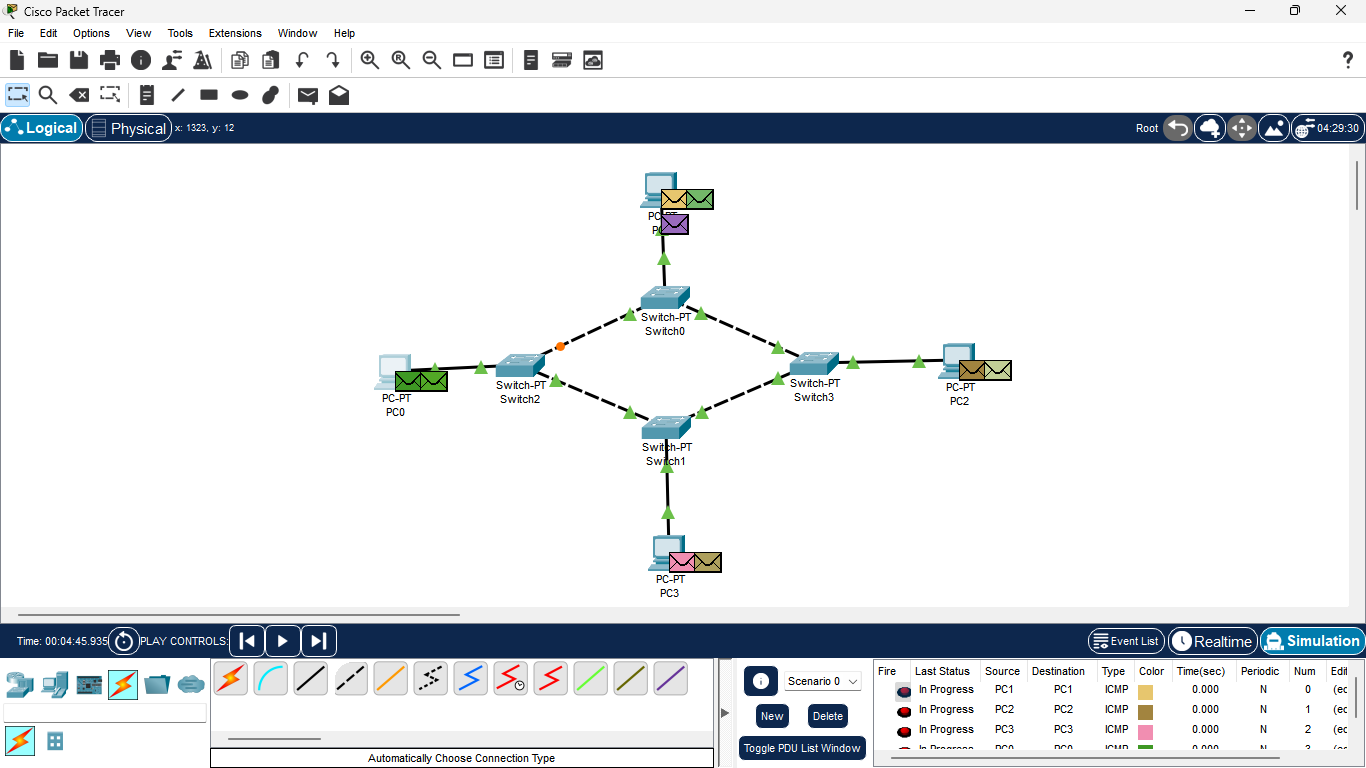 Cisco Packet Tracer
File Edit Options View Tools Extensions Window Help
Logical Physical x: 1323, y: 12 Root 04:29:30
PC-PT
Switch-PT
Switch0
PC-PT
PC0
Switch-PT
Switch2
Switch-PT
Switch3
PC-PT
PC2
Switch-PT
Switch1
PC-PT
PC3
Time: 00:04:45.935 PLAY CONTROLS: Event List Realtime Simulation
Scenario 0
New Delete
Toggle PDU List Window
Automatically Choose Connection Type
Fire Last Status Source Destination Type Color Time(sec) Periodic Num Edit
In Progress PC1 PC1 ICMP 0.000 N 0 (ec
In Progress PC2 PC2 ICMP 0.000 N 1 (ec
In Progress PC3 PC3 ICMP 0.000 N 2 (ec
In Progress PC0 PC0 ICMP 0.000 N 3 (ec